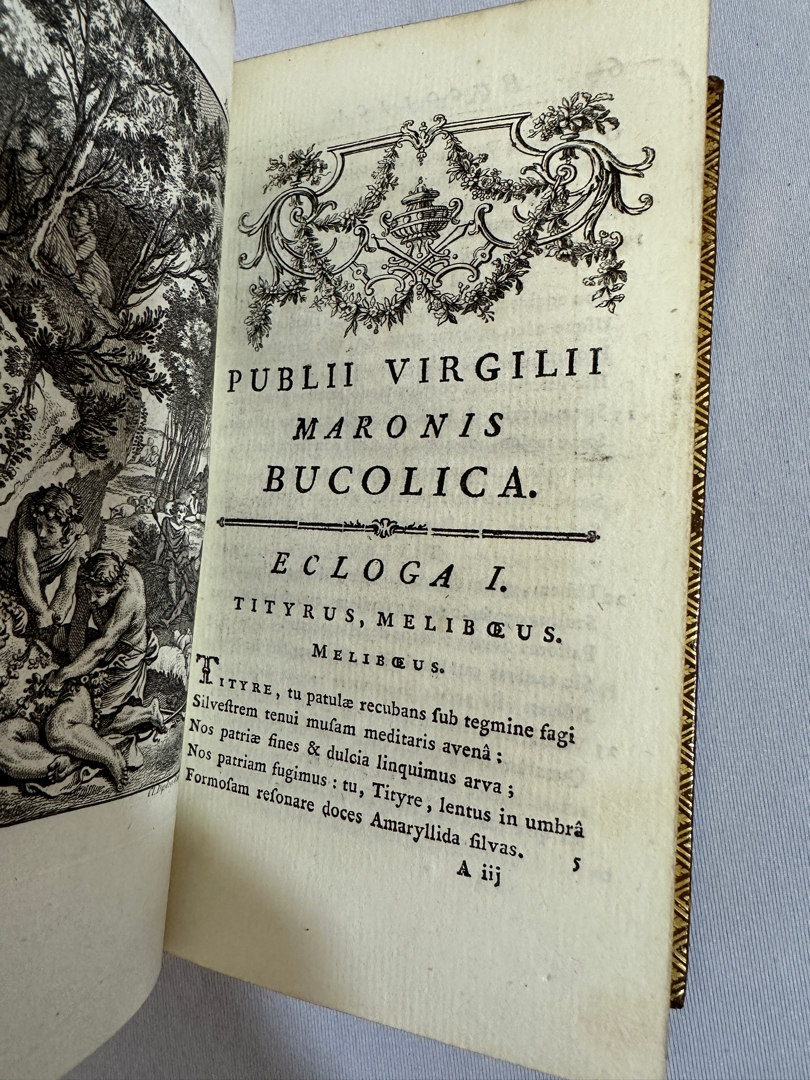 PUBLII VIRGILII
MARONIS
BUCOLICA.
ECLOGA I.
TITYRUS, MELIBŒUS.
MELIBŒUS.
TITYRE, tu patulæ recubans ſub tegmine fagi
Silveſtrem tenui muſam meditaris avenâ ;
Nos patriæ fines & dulcia linquimus arva ;
Nos patriam fugimus : tu, Tityre, lentus in umbrâ
Formoſam reſonare doces Amaryllida ſilvas.
5
A iij